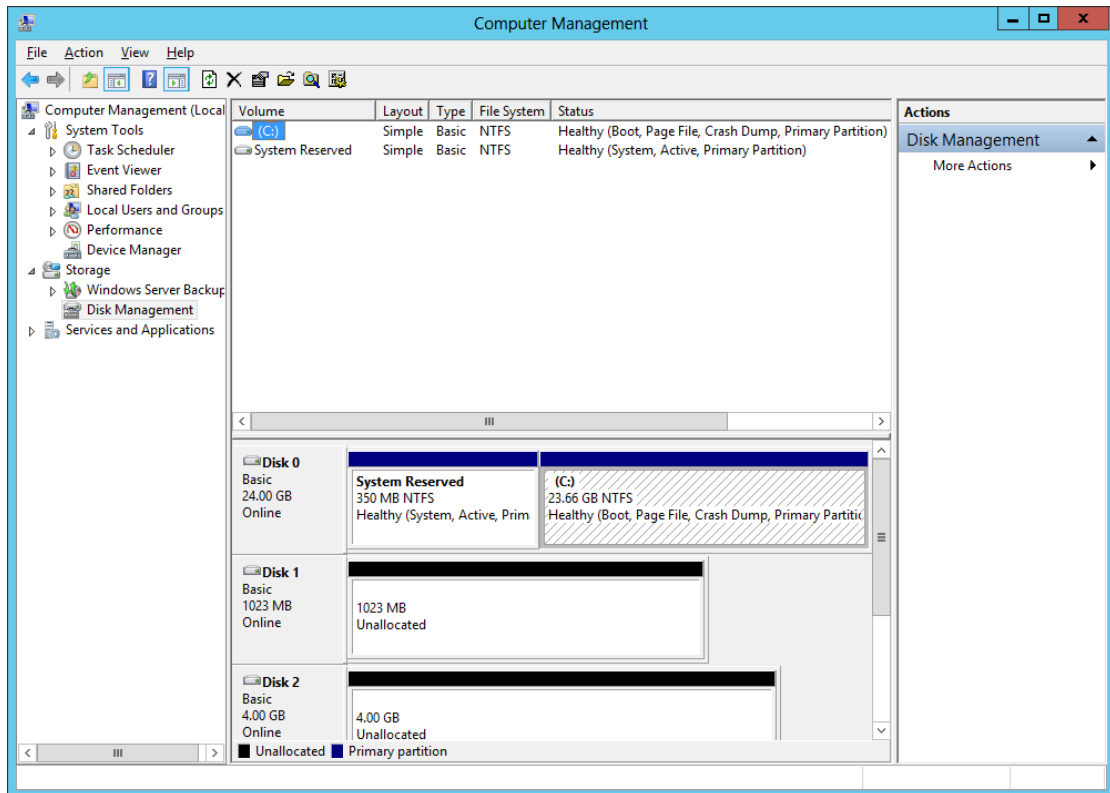 Computer Management
File Action View Help
Computer Management (Local
System Tools
Task Scheduler
Event Viewer
Shared Folders
Local Users and Groups
Performance
Device Manager
Storage
Windows Server Backup
Disk Management
Services and Applications
Volume Layout Type File System Status
(C:) Simple Basic NTFS Healthy (Boot, Page File, Crash Dump, Primary Partition)
System Reserved Simple Basic NTFS Healthy (System, Active, Primary Partition)
Disk 0
Basic
24.00 GB
Online
System Reserved
350 MB NTFS
Healthy (System, Active, Prim
(C:)
23.66 GB NTFS
Healthy (Boot, Page File, Crash Dump, Primary Partitic
Disk 1
Basic
1023 MB
Online
1023 MB
Unallocated
Disk 2
Basic
4.00 GB
Online
4.00 GB
Unallocated
Unallocated Primary partition
Actions
Disk Management
More Actions